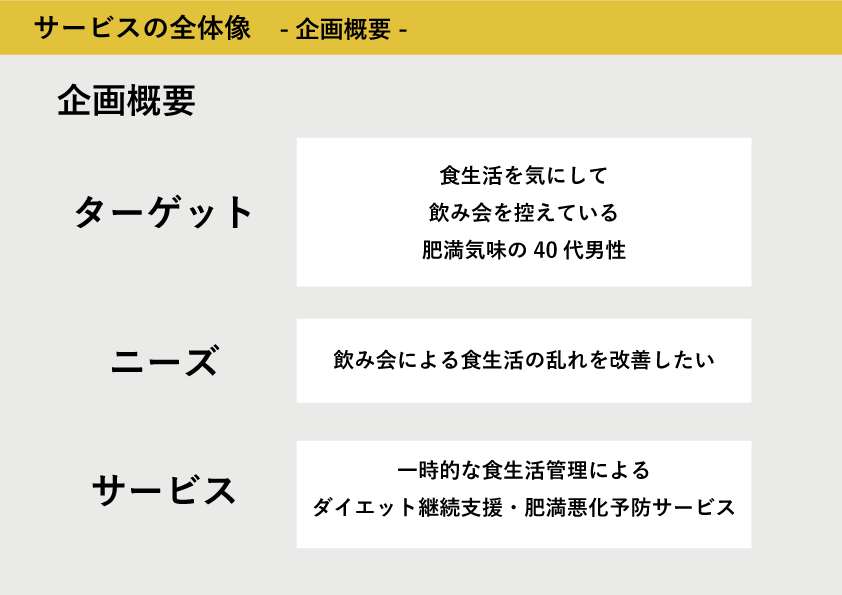 サービスの全体像　- 企画概要 -
企画概要
ターゲット
食生活を気にして
飲み会を控えている
肥満気味の 40 代男性
ニーズ
飲み会による食生活の乱れを改善したい
サービス
一時的な食生活管理による
ダイエット継続支援・肥満悪化予防サービス